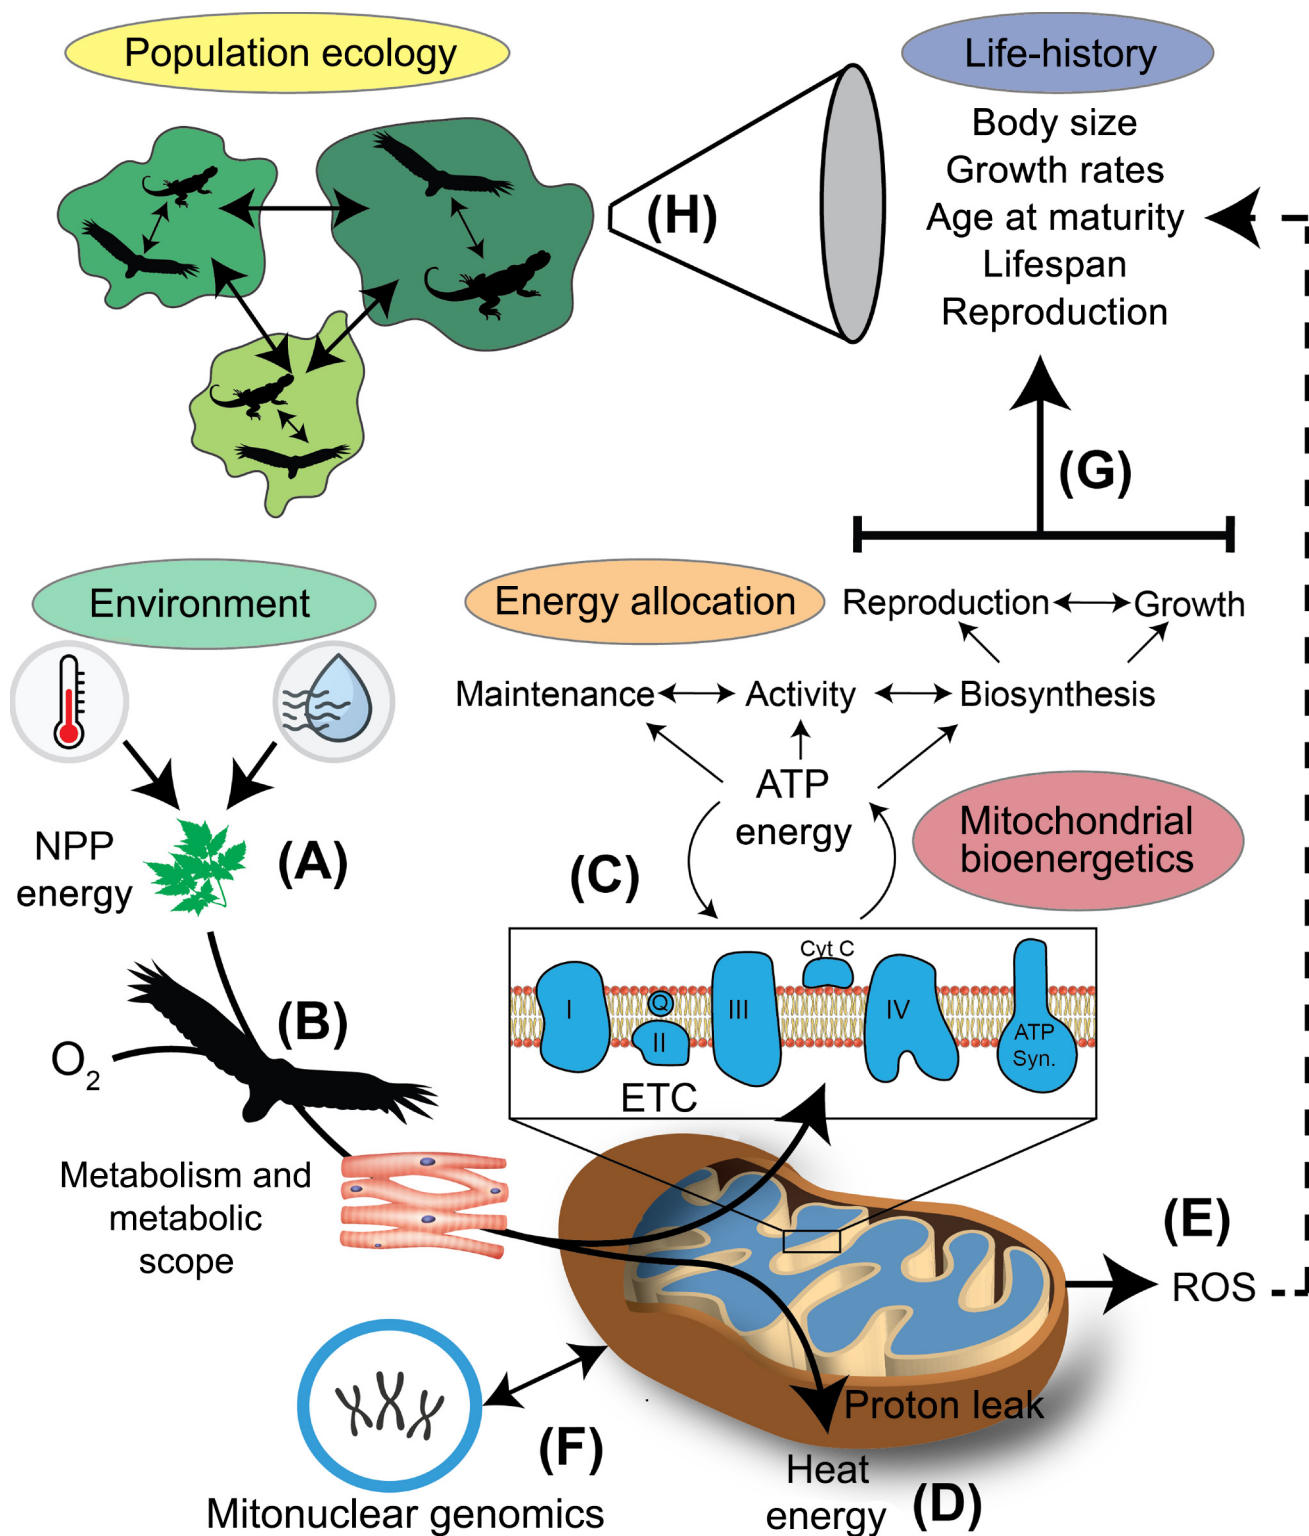 Population ecology
Life-history
Body size
Growth rates
Age at maturity
Lifespan
Reproduction
(H)
(G)
Environment
Energy allocation
Reproduction
Growth
Maintenance
Activity
Biosynthesis
ATP
energy
Mitochondrial
bioenergetics
NPP
energy
(A)
(C)
Cyt C
I
Q
II
III
IV
ATP
Syn.
ETC
(B)
O2
Metabolism and
metabolic
scope
(E)
ROS
Proton leak
Heat
energy
(D)
(F)
Mitonuclear genomics